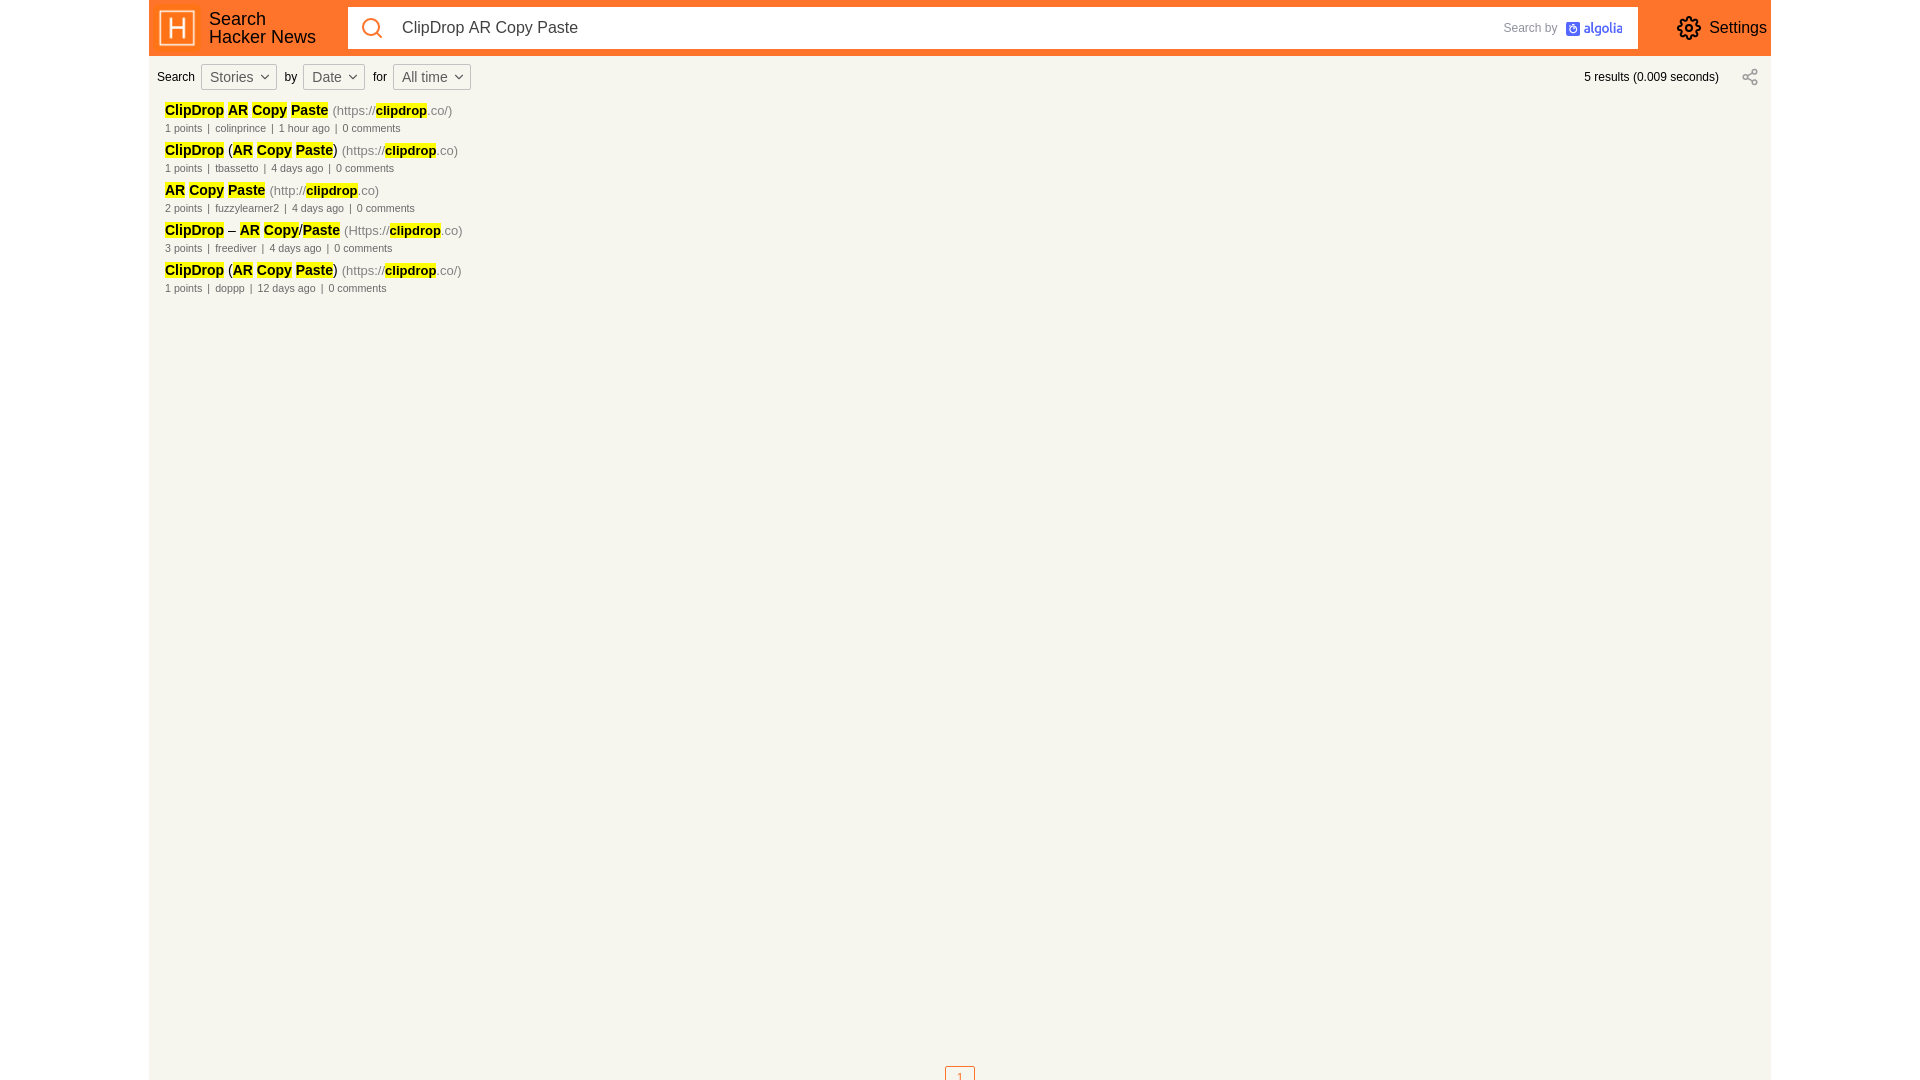 H Search
Hacker News
ClipDrop AR Copy Paste
Search by algolia
Settings
Search Stories by Date for All time
5 results (0.009 seconds)
ClipDrop AR Copy Paste (https://clipdrop.co/)
1 points | colinprince | 1 hour ago | 0 comments
ClipDrop (AR Copy Paste) (https://clipdrop.co)
1 points | tbassetto | 4 days ago | 0 comments
AR Copy Paste (http://clipdrop.co)
2 points | fuzzylearner2 | 4 days ago | 0 comments
ClipDrop – AR Copy/Paste (Https://clipdrop.co)
3 points | freediver | 4 days ago | 0 comments
ClipDrop (AR Copy Paste) (https://clipdrop.co/)
1 points | doppp | 12 days ago | 0 comments
1